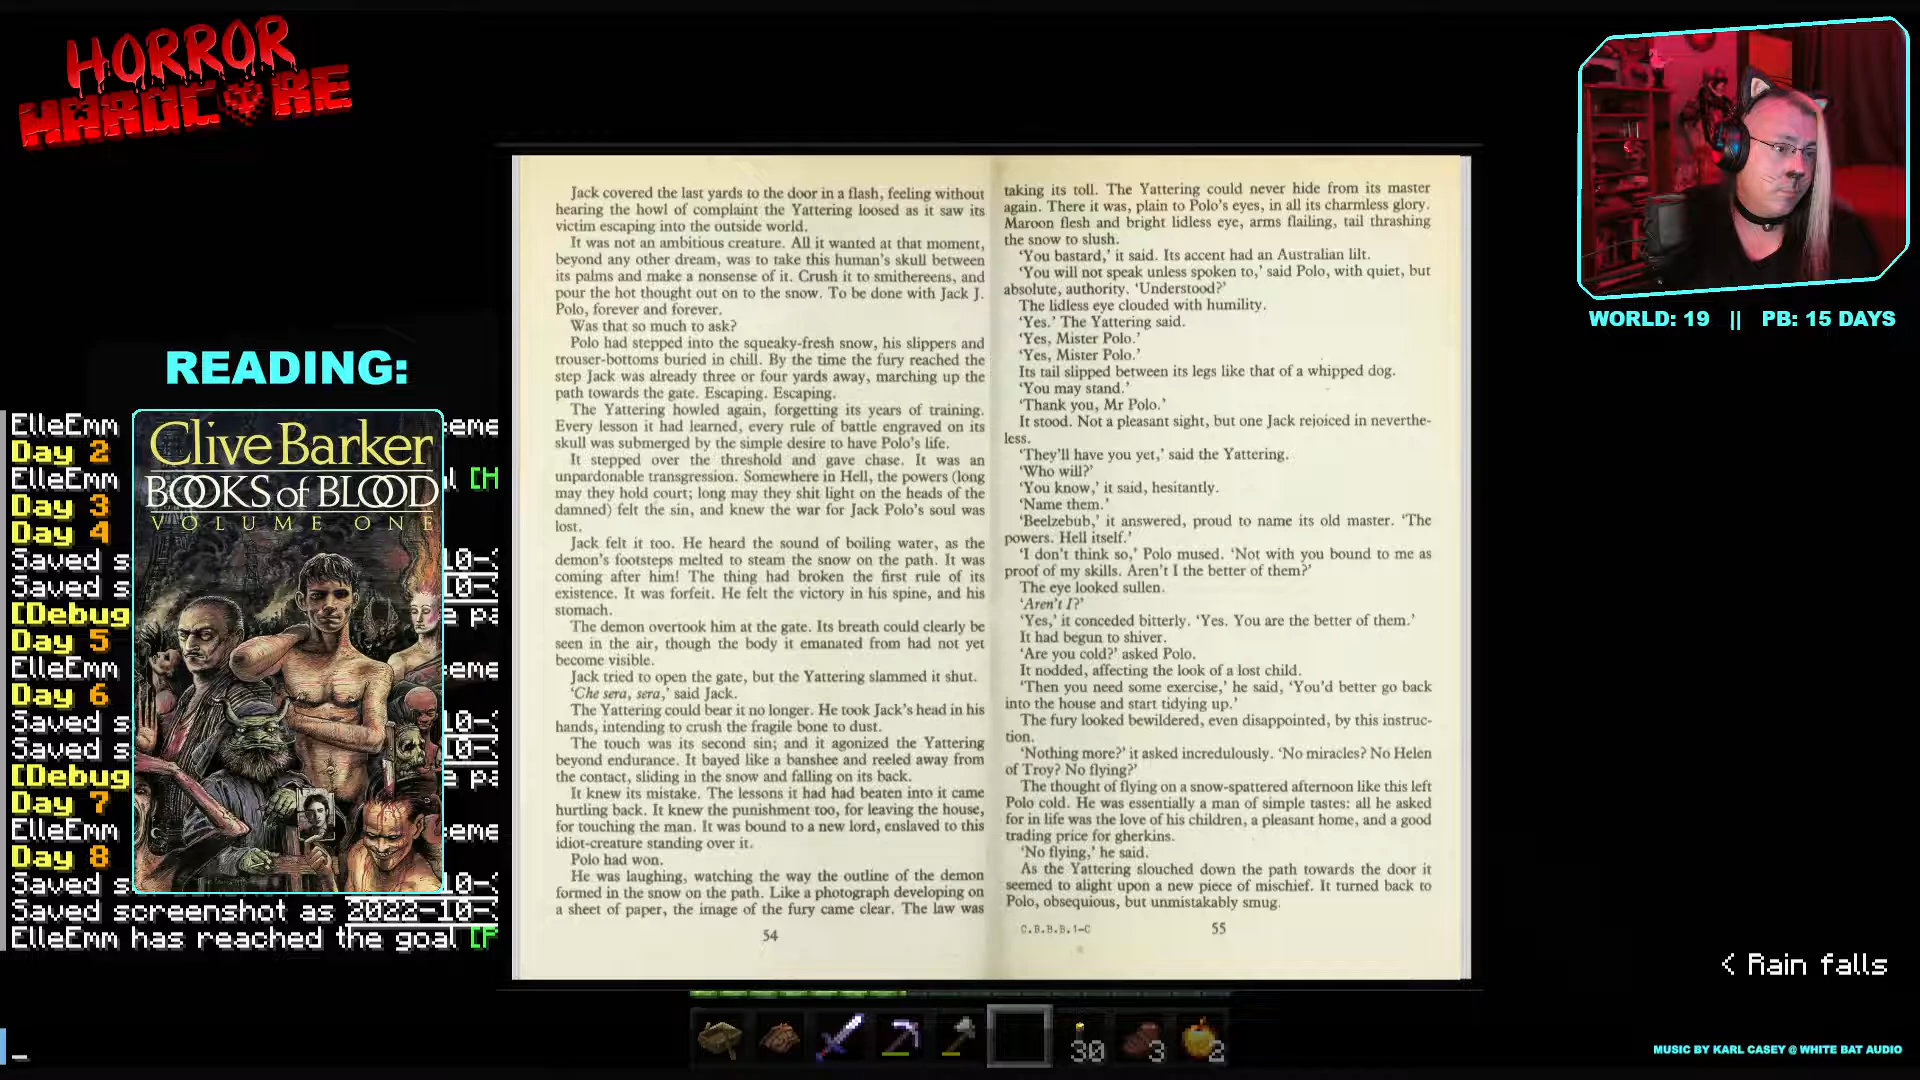 HORROR
HARDCORE
READING:
Clive Barker
BOOKS of BLOOD
VOLUME ONE
ElleEmm
eme
Day 2
ElleEmm
l [H
Day 3
Day 4
Saved s
10-
Saved s
10-
[Debug
e pa
Day 5
ElleEmm
eme
Day 6
Saved s
10-
Saved s
10-
[Debug
e pa
Day 7
ElleEmm
eme
Day 8
Saved s
10-
Saved screenshot as 2022-10-
ElleEmm has reached the goal [F
_
Jack covered the last yards to the door in a flash, feeling without
hearing the howl of complaint the Yattering loosed as it saw its
victim escaping into the outside world.
It was not an ambitious creature. All it wanted at that moment,
beyond any other dream, was to take this human's skull between
its palms and make a nonsense of it. Crush it to smithereens, and
pour the hot thought out on to the snow. To be done with Jack J.
Polo, forever and forever.
Was that so much to ask?
Polo had stepped into the squeaky-fresh snow, his slippers and
trouser-bottoms buried in chill. By the time the fury reached the
step Jack was already three or four yards away, marching up the
path towards the gate. Escaping. Escaping.
The Yattering howled again, forgetting its years of training.
Every lesson it had learned, every rule of battle engraved on its
skull was submerged by the simple desire to have Polo's life.
It stepped over the threshold and gave chase. It was an
unpardonable transgression. Somewhere in Hell, the powers (long
may they hold court; long may they shit light on the heads of the
damned) felt the sin, and knew the war for Jack Polo's soul was
lost.
Jack felt it too. He heard the sound of boiling water, as the
demon's footsteps melted to steam the snow on the path. It was
coming after him! The thing had broken the first rule of its
existence. It was forfeit. He felt the victory in his spine, and his
stomach.
The demon overtook him at the gate. Its breath could clearly be
seen in the air, though the body it emanated from had not yet
become visible.
Jack tried to open the gate, but the Yattering slammed it shut.
'Che sera, sera,' said Jack.
The Yattering could bear it no longer. He took Jack's head in his
hands, intending to crush the fragile bone to dust.
The touch was its second sin; and it agonized the Yattering
beyond endurance. It bayed like a banshee and reeled away from
the contact, sliding in the snow and falling on its back.
It knew its mistake. The lessons it had had beaten into it came
hurtling back. It knew the punishment too, for leaving the house,
for touching the man. It was bound to a new lord, enslaved to this
idiot-creature standing over it.
Polo had won.
He was laughing, watching the way the outline of the demon
formed in the snow on the path. Like a photograph developing on
a sheet of paper, the image of the fury came clear. The law was
54
taking its toll. The Yattering could never hide from its master
again. There it was, plain to Polo's eyes, in all its charmless glory.
Maroon flesh and bright lidless eye, arms flailing, tail thrashing
the snow to slush.
'You bastard,' it said. Its accent had an Australian lilt.
'You will not speak unless spoken to,' said Polo, with quiet, but
absolute, authority. 'Understood?'
The lidless eye clouded with humility.
'Yes.' The Yattering said.
'Yes, Mister Polo.'
'Yes, Mister Polo.'
Its tail slipped between its legs like that of a whipped dog.
'You may stand.'
'Thank you, Mr Polo.'
It stood. Not a pleasant sight, but one Jack rejoiced in neverthe-
less.
'They'll have you yet,' said the Yattering.
'Who will?'
'You know,' it said, hesitantly.
'Name them.'
'Beelzebub,' it answered, proud to name its old master. 'The
powers. Hell itself.'
'I don't think so,' Polo mused. 'Not with you bound to me as
proof of my skills. Aren't I the better of them?'
The eye looked sullen.
'Aren't I?'
'Yes,' it conceded bitterly. 'Yes. You are the better of them.'
It had begun to shiver.
'Are you cold?' asked Polo.
It nodded, affecting the look of a lost child.
'Then you need some exercise,' he said, 'You'd better go back
into the house and start tidying up.'
The fury looked bewildered, even disappointed, by this instruc-
tion.
'Nothing more?' it asked incredulously. 'No miracles? No Helen
of Troy? No flying?'
The thought of flying on a snow-spattered afternoon like this left
Polo cold. He was essentially a man of simple tastes: all he asked
for in life was the love of his children, a pleasant home, and a good
trading price for gherkins.
'No flying,' he said.
As the Yattering slouched down the path towards the door it
seemed to alight upon a new piece of mischief. It turned back to
Polo, obsequious, but unmistakably smug.
C.B.B.B.1-C
55
30
3
2
WORLD: 19 || PB: 15 DAYS
< Rain falls
MUSIC BY KARL CASEY @ WHITE BAT AUDIO